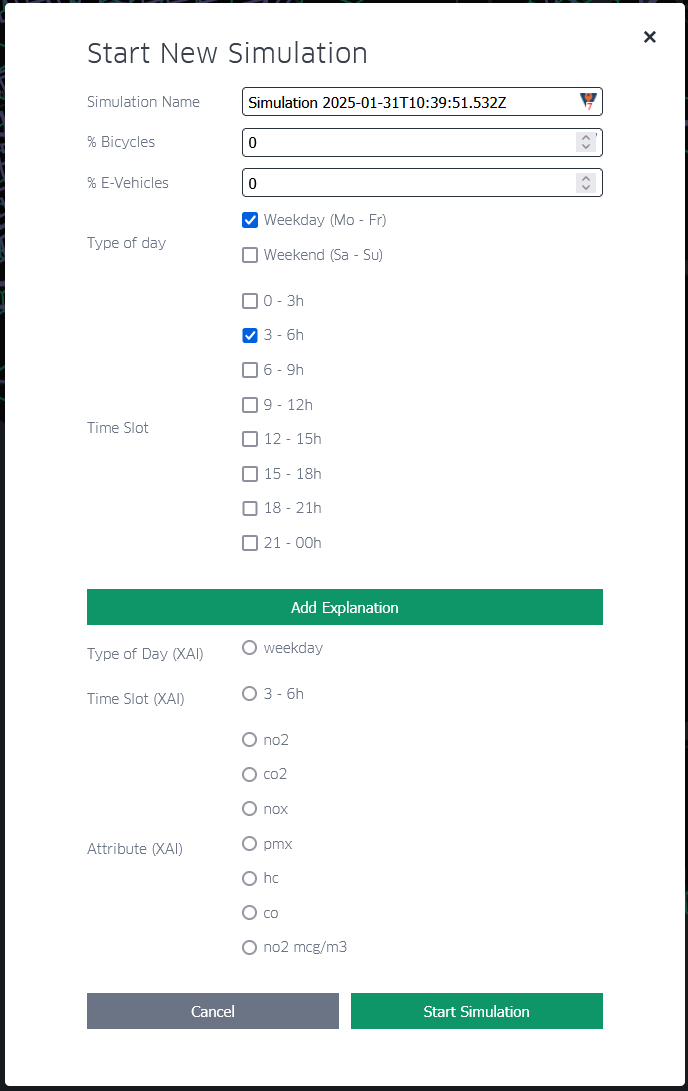 Start New Simulation
Simulation Name
Simulation 2025-01-31T10:39:51.532Z
7
% Bicycles
0
% E-Vehicles
0
Type of day
Weekday (Mo - Fr)
Weekend (Sa - Su)
Time Slot
0 - 3h
3 - 6h
6 - 9h
9 - 12h
12 - 15h
15 - 18h
18 - 21h
21 - 00h
Add Explanation
Type of Day (XAI)
weekday
Time Slot (XAI)
3 - 6h
Attribute (XAI)
no2
co2
nox
pmx
hc
co
no2 mcg/m3
Cancel
Start Simulation